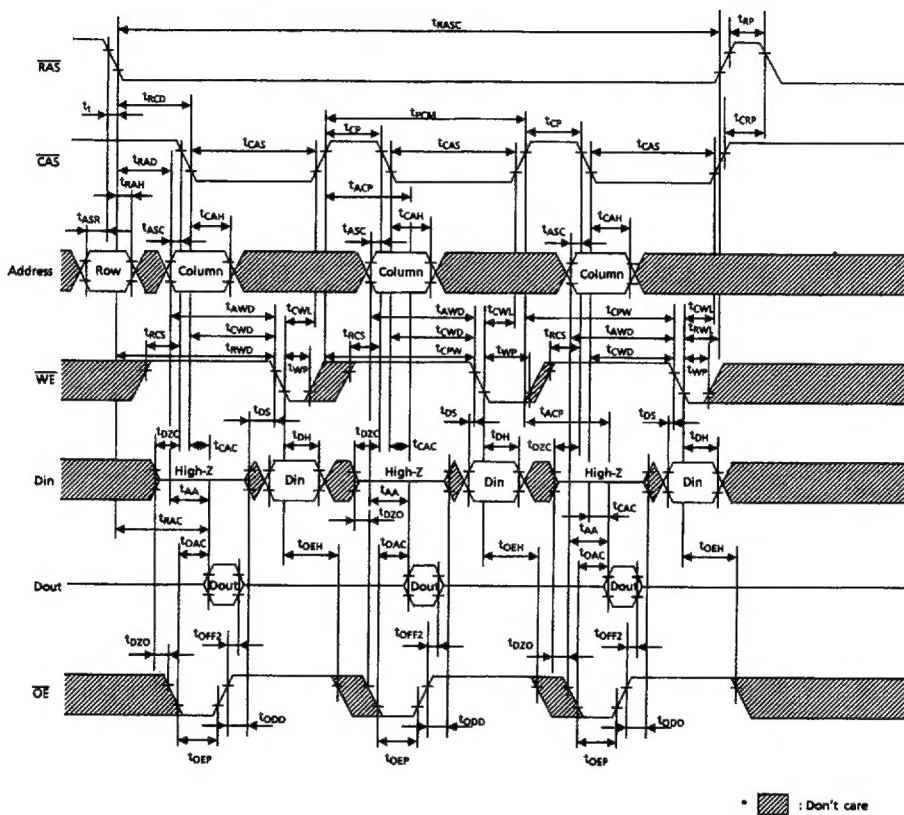 tRASC tRP
RAS
tT tRCD tPCM tCRP
tCP tCP
CAS
tRAD tCAS tCAS tCAS
tRAH tACP
tASR tASC tCAH tASC tCAH tASC tCAH
Address Row Column Column Column
tAWD tCWL tAWD tCWL tCPW tCWL
tRCS tCWD tRCS tCWD tRCS tAWD tRWL
tRWD tWP tCPW tWP tCWD tWP
WE
tDS tDS tACP tDS
tDZC tCAC tDH tDZC tCAC tDH tDZC tDH
Din High-Z Din High-Z Din High-Z Din
tAA tAA tDZO tCAC
tRAC tAA
tOAC tOEH tOAC tOEH tOAC tOEH
Dout Dout Dout Dout
tDZO tOFF2 tOFF2 tDZO tOFF2
OE
tODD tODD tODD
tOEP tOEP tOEP
* : Don't care